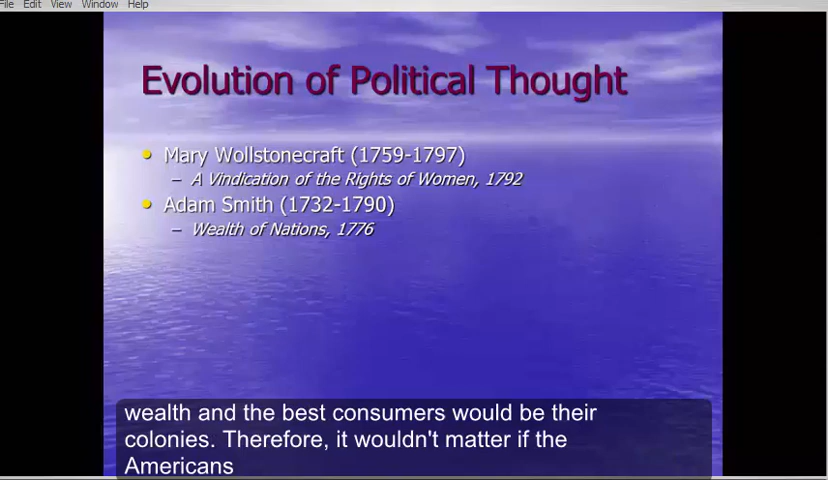 File Edit View Window Help
Evolution of Political Thought
• Mary Wollstonecraft (1759-1797)
– A Vindication of the Rights of Women, 1792
• Adam Smith (1732-1790)
– Wealth of Nations, 1776
wealth and the best consumers would be their
colonies. Therefore, it wouldn't matter if the
Americans